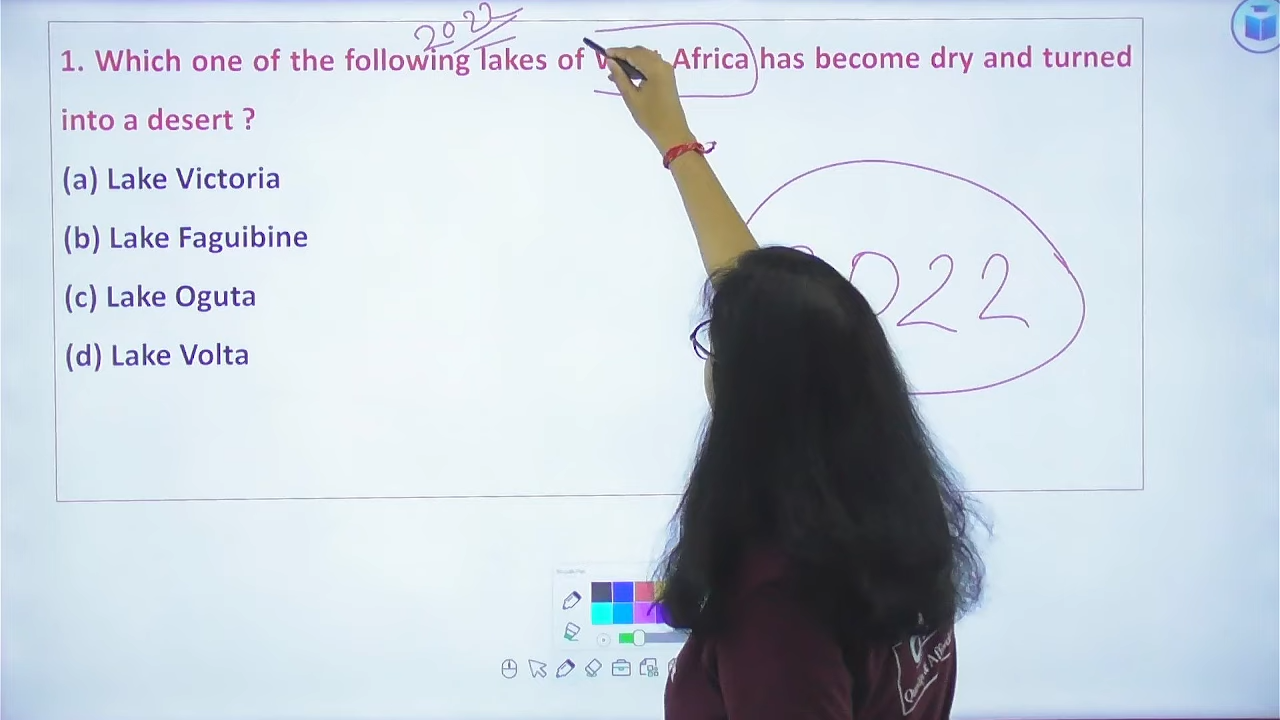 2022
1. Which one of the following lakes of Africa has become dry and turned
into a desert ?
(a) Lake Victoria
(b) Lake Faguibine
2022
(c) Lake Oguta
(d) Lake Volta